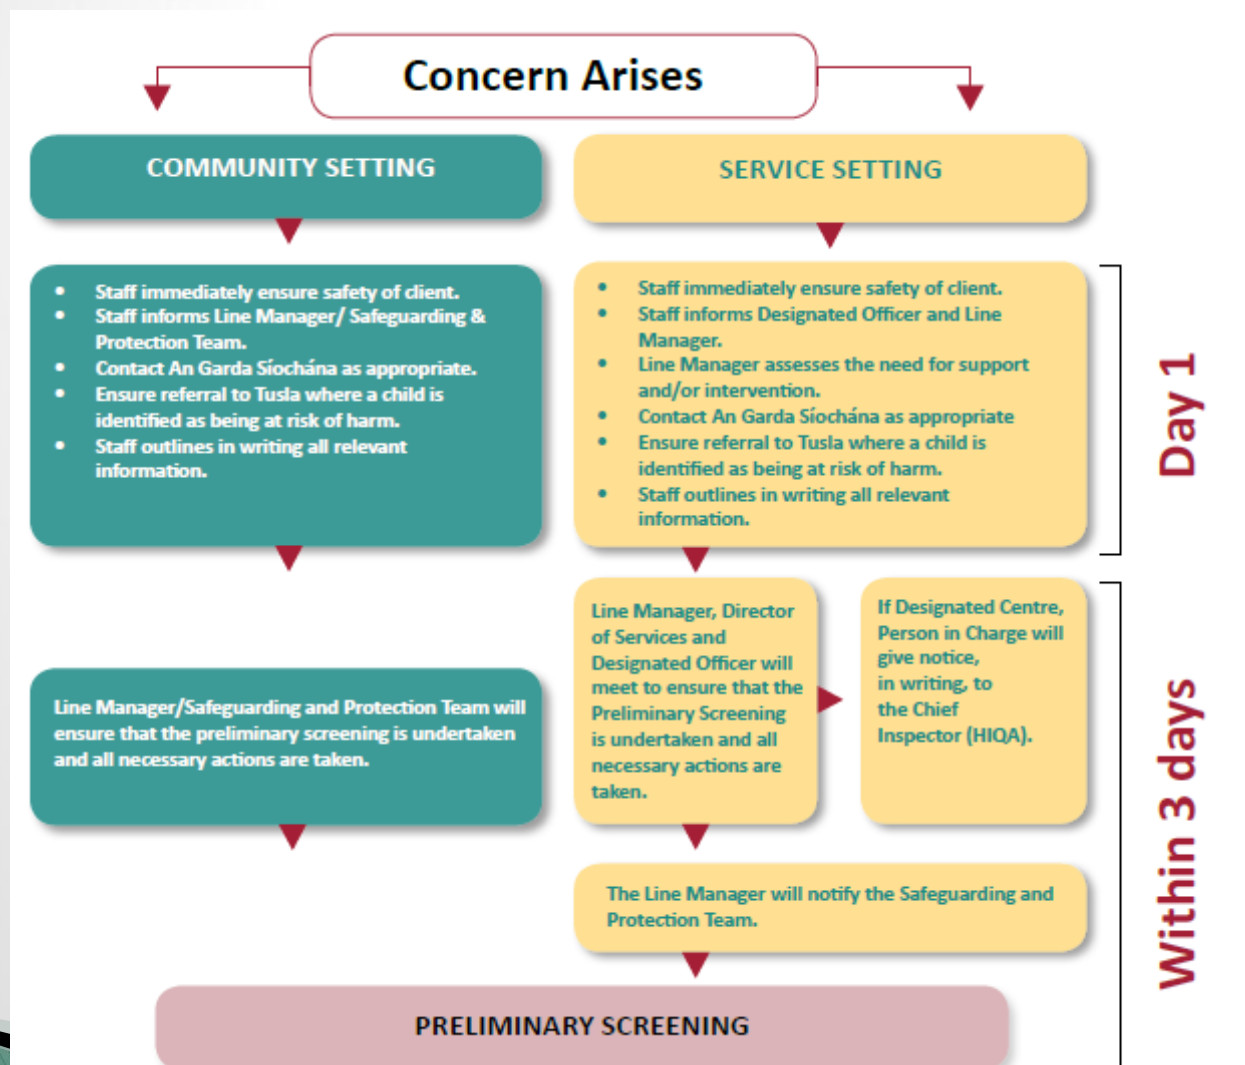 Concern Arises
COMMUNITY SETTING
• Staff immediately ensure safety of client.
• Staff informs Line Manager/ Safeguarding &
Protection Team.
• Contact An Garda Síochána as appropriate.
• Ensure referral to Tusla where a child is
identified as being at risk of harm.
• Staff outlines in writing all relevant
information.
Line Manager/Safeguarding and Protection Team will
ensure that the preliminary screening is undertaken
and all necessary actions are taken.
SERVICE SETTING
• Staff immediately ensure safety of client.
• Staff informs Designated Officer and Line
Manager.
• Line Manager assesses the need for support
and/or intervention.
• Contact An Garda Síochána as appropriate
• Ensure referral to Tusla where a child is
identified as being at risk of harm.
• Staff outlines in writing all relevant
information.
Day 1
Line Manager, Director
of Services and
Designated Officer will
meet to ensure that the
Preliminary Screening
is undertaken and all
necessary actions are
taken.
If Designated Centre,
Person in Charge will
give notice,
in writing, to
the Chief
Inspector (HIQA).
The Line Manager will notify the Safeguarding and
Protection Team.
Within 3 days
PRELIMINARY SCREENING